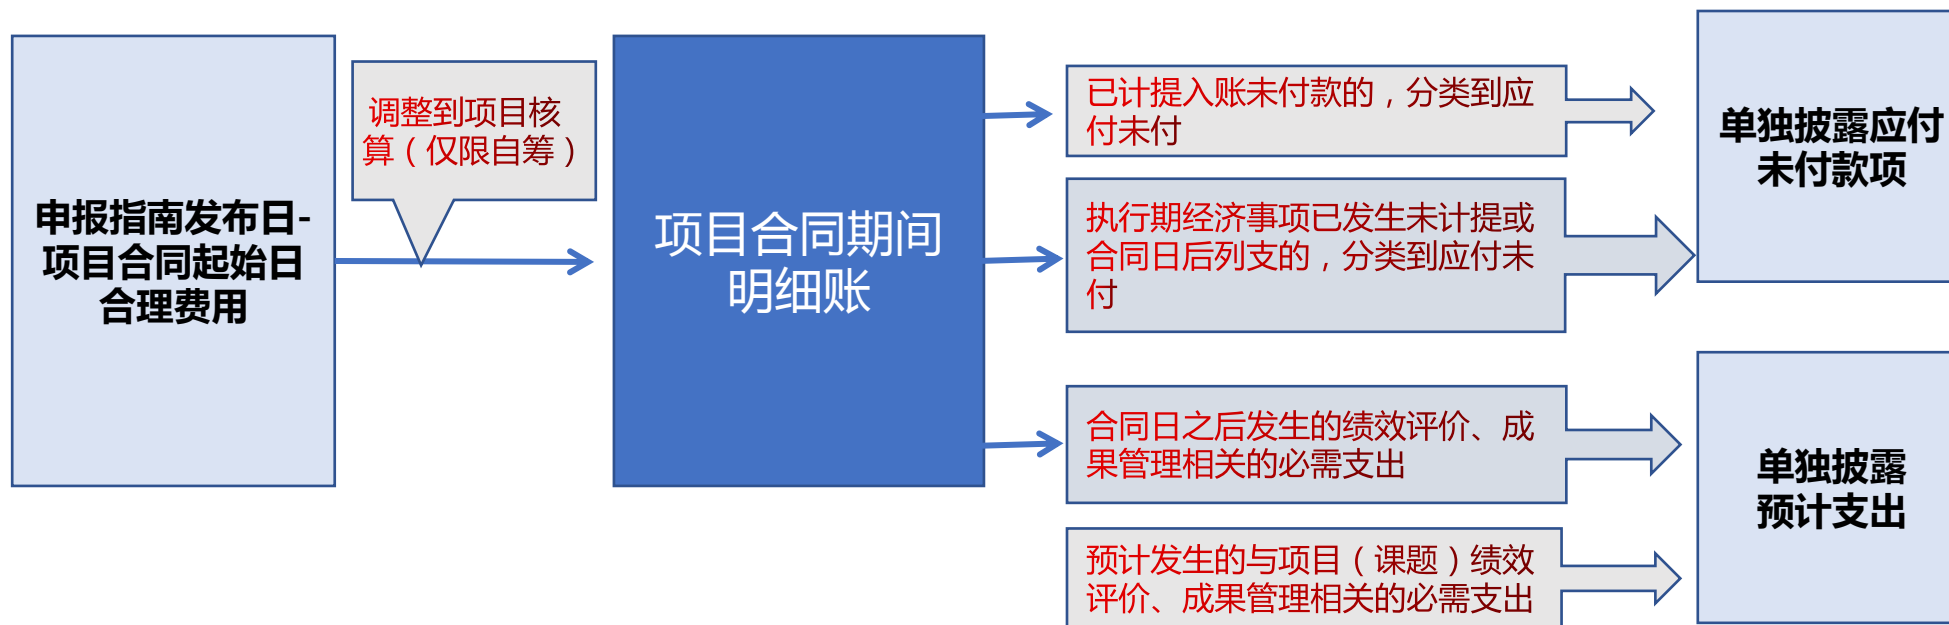 申报指南发布日-
项目合同起始日
合理费用
调整到项目核
算（仅限自筹）
项目合同期间
明细账
已计提入账未付款的，分类到应
付未付
执行期经济事项已发生未计提或
合同日后列支的，分类到应付未
付
合同日之后发生的绩效评价、成
果管理相关的必需支出
预计发生的与项目（课题）绩效
评价、成果管理相关的必需支出
单独披露应付
未付款项
单独披露
预计支出